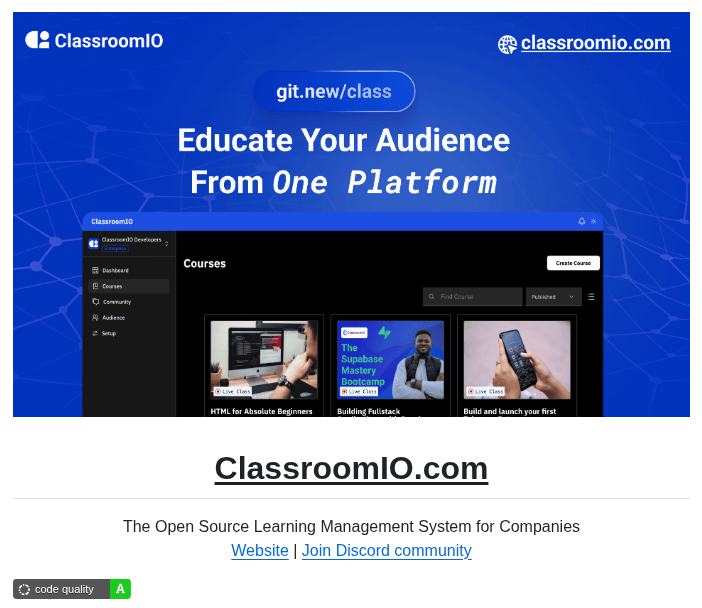 ClassroomIO
classroomio.com
git.new/class
Educate Your Audience
From One Platform
ClassroomIO
ClassroomIO Developers
Enterprise
Dashboard
Courses
Community
Audience
Setup
Courses
Create Course
Find Course
Published
Live Class
HTML for Absolute Beginners
ClassroomIO
The
Supabase
Mastery
Bootcamp
Live Class
Building Fullstack
Live Class
Build and launch your first
ClassroomIO.com
The Open Source Learning Management System for Companies
Website | Join Discord community
code quality A